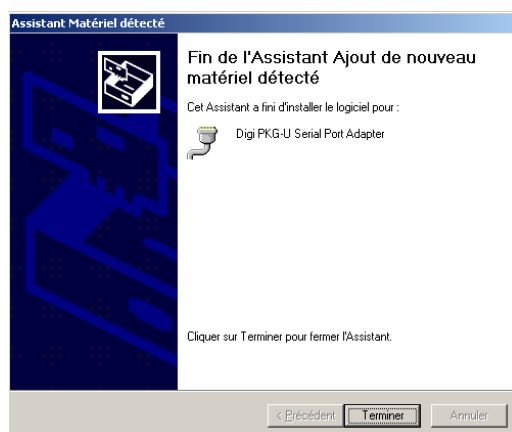 Assistant Matériel détecté
Fin de l'Assistant Ajout de nouveau
matériel détecté
Cet Assistant a fini d'installer le logiciel pour :
Digi PKG-U Serial Port Adapter
Cliquer sur Terminer pour fermer l'Assistant.
< Précédent
Terminer
Annuler